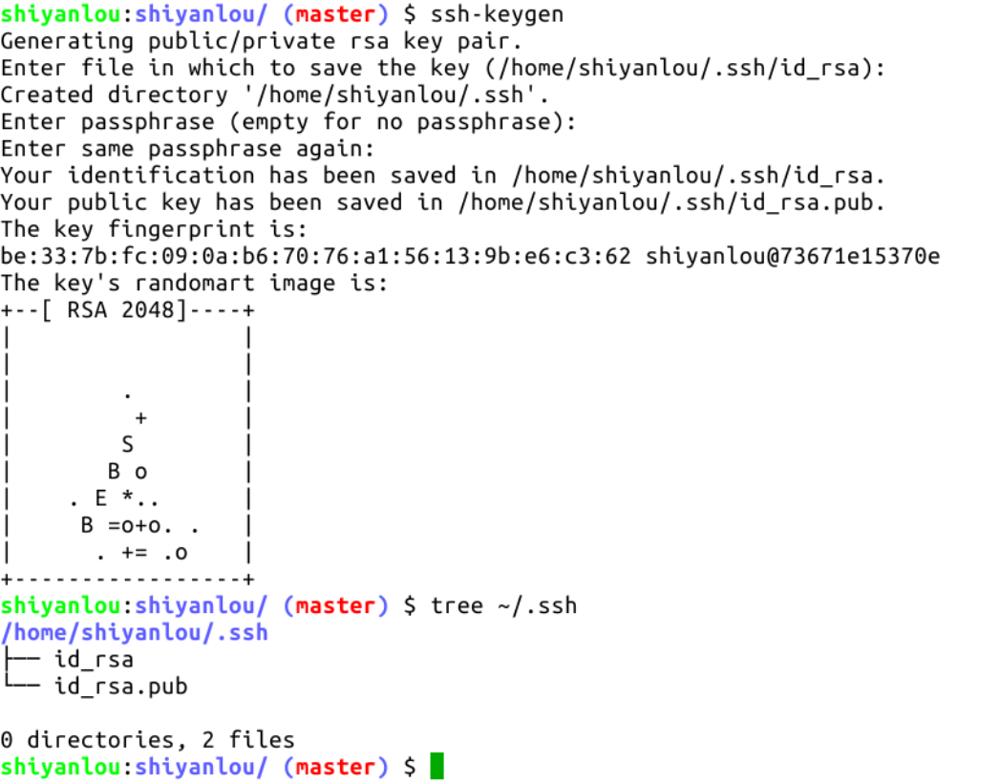 shiyanlou:shiyanlou/ (master) $ ssh-keygen
Generating public/private rsa key pair.
Enter file in which to save the key (/home/shiyanlou/.ssh/id_rsa):
Created directory '/home/shiyanlou/.ssh'.
Enter passphrase (empty for no passphrase):
Enter same passphrase again:
Your identification has been saved in /home/shiyanlou/.ssh/id_rsa.
Your public key has been saved in /home/shiyanlou/.ssh/id_rsa.pub.
The key fingerprint is:
be:33:7b:fc:09:0a:b6:70:76:a1:56:13:9b:e6:c3:62 shiyanlou@73671e15370e
The key's randomart image is:
+--[ RSA 2048]----+
|                 |
|                 |
|        .        |
|         +       |
|        S        |
|       B o       |
|    . E *..      |
|     B =o+o. .   |
|      . += .o    |
+-----------------+
shiyanlou:shiyanlou/ (master) $ tree ~/.ssh
/home/shiyanlou/.ssh
├── id_rsa
└── id_rsa.pub

0 directories, 2 files
shiyanlou:shiyanlou/ (master) $